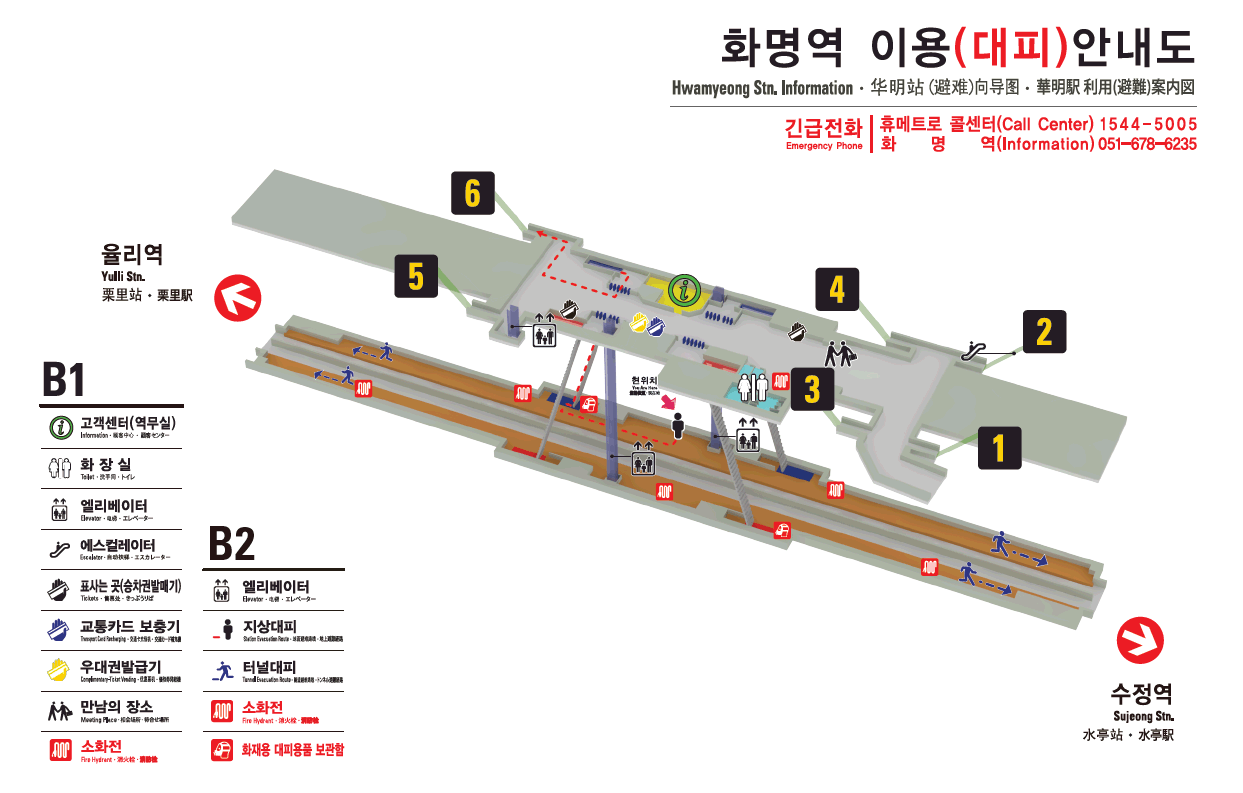 화명역 이용(대피)안내도
Hwamyeong Stn. Information · 华明站 (避难)向导图 · 華明駅 利用(避難)案内図
긴급전화
Emergency Phone
휴메트로 콜센터(Call Center) 1544-5005
화 명 역(Information) 051-678-6235
6
5
4
2
3
1
율리역
Yulli Stn.
栗里站 · 栗里駅
현위치
You Are Here
B1
고객센터(역무실)
Information · 顾客中心 · 顧客センター
화 장 실
Toilet · 洗手间 · トイレ
엘리베이터
Elevator · 电梯 · エレベーター
에스컬레이터
Escalator · 自动扶梯 · エスカレーター
표사는 곳(승차권발매기)
Tickets · 售票处 · きっぷうりば
교통카드 보충기
Transport Card Recharging
우대권발급기
Complimentary-Ticket Vending
만남의 장소
Meeting Place · 相会场所 · 待合せ場所
소화전
Fire Hydrant · 消火栓 · 消防栓
B2
엘리베이터
Elevator · 电梯 · エレベーター
지상대피
Station Evacuation Route
터널대피
Tunnel Evacuation Route
소화전
Fire Hydrant · 消火栓 · 消防栓
화재용 대피용품 보관함
수정역
Sujeong Stn.
水亭站 · 水亭駅